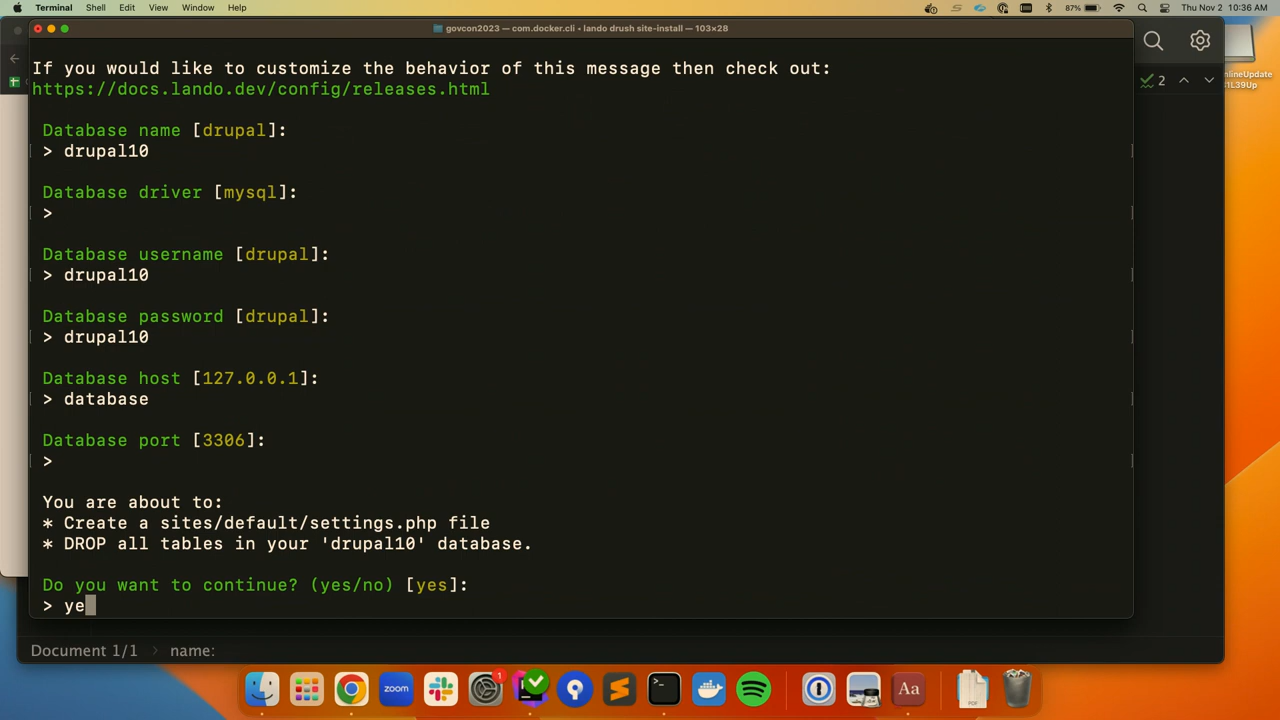 Terminal Shell Edit View Window Help 87% Thu Nov 2 10:36 AM
govcon2023 — com.docker.cli ◂ lando drush site-install — 103×28
If you would like to customize the behavior of this message then check out:
https://docs.lando.dev/config/releases.html
Database name [drupal]:
> drupal10
Database driver [mysql]:
>
Database username [drupal]:
> drupal10
Database password [drupal]:
> drupal10
Database host [127.0.0.1]:
> database
Database port [3306]:
>
You are about to:
* Create a sites/default/settings.php file
* DROP all tables in your 'drupal10' database.
Do you want to continue? (yes/no) [yes]:
> ye
2
Document 1/1 › name:
zoom
1
>_
Aa
PDF